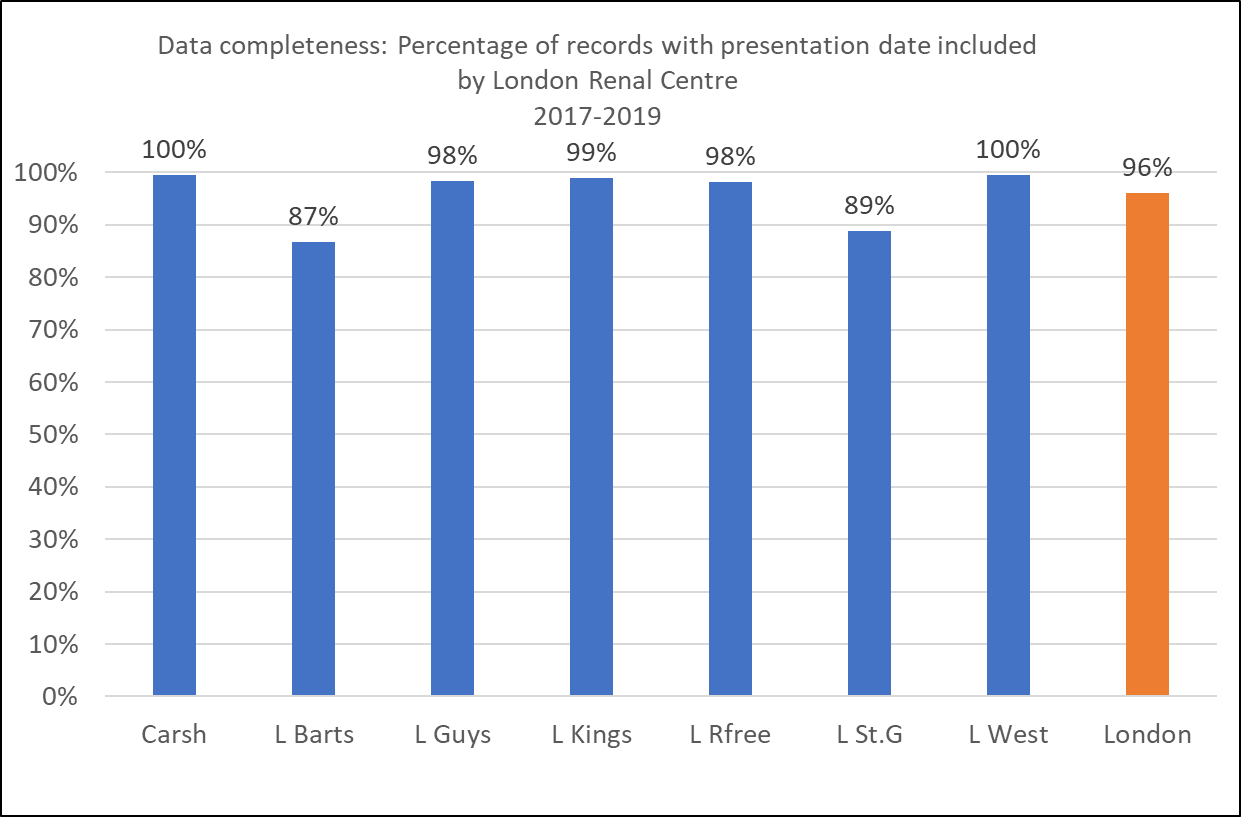 Data completeness: Percentage of records with presentation date included
by London Renal Centre
2017-2019
100%
87%
98%
99%
98%
89%
100%
96%
100%
90%
80%
70%
60%
50%
40%
30%
20%
10%
0%
Carsh
L Barts
L Guys
L Kings
L Rfree
L St.G
L West
London